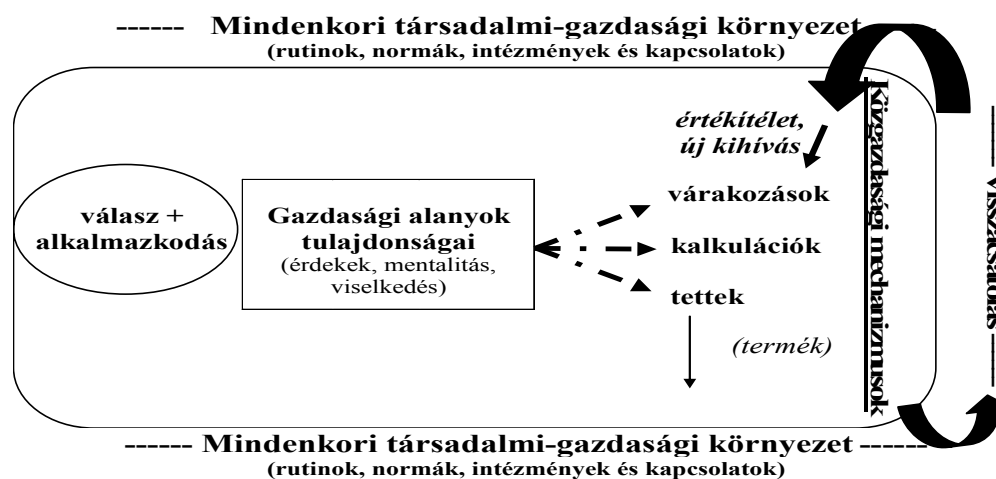 ------ Mindenkori társadalmi-gazdasági környezet
(rutinok, normák, intézmények és kapcsolatok)
értékítélet,
új kihívás
válasz +
alkalmazkodás
Gazdasági alanyok
tulajdonságai
(érdekek, mentalitás,
viselkedés)
várakozások
kalkulációk
tettek
(termék)
Közgazdasági mechanizmusok
------ Visszacsatolás ------
------ Mindenkori társadalmi-gazdasági környezet ------
(rutinok, normák, intézmények és kapcsolatok)